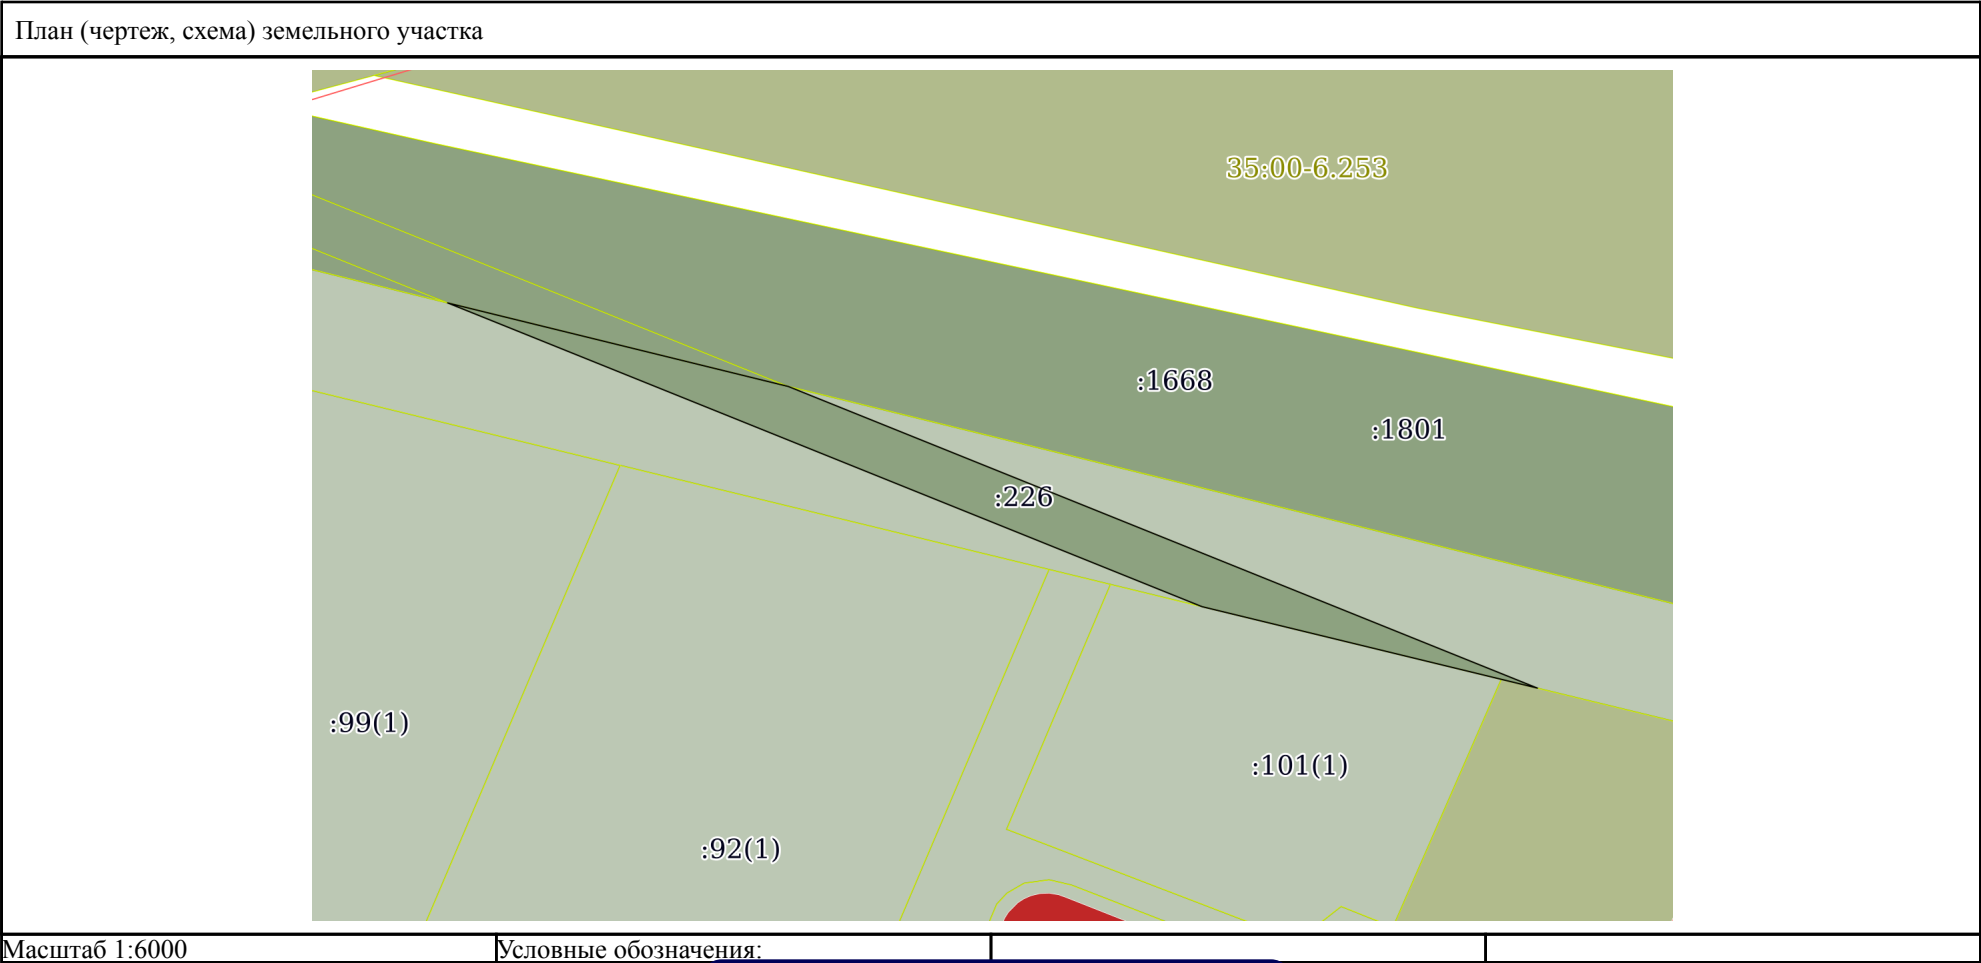 План (чертеж, схема) земельного участка
35:00-6.253
:1668
:1801
:226
:99(1)
:101(1)
:92(1)
Масштаб 1:6000
Условные обозначения: